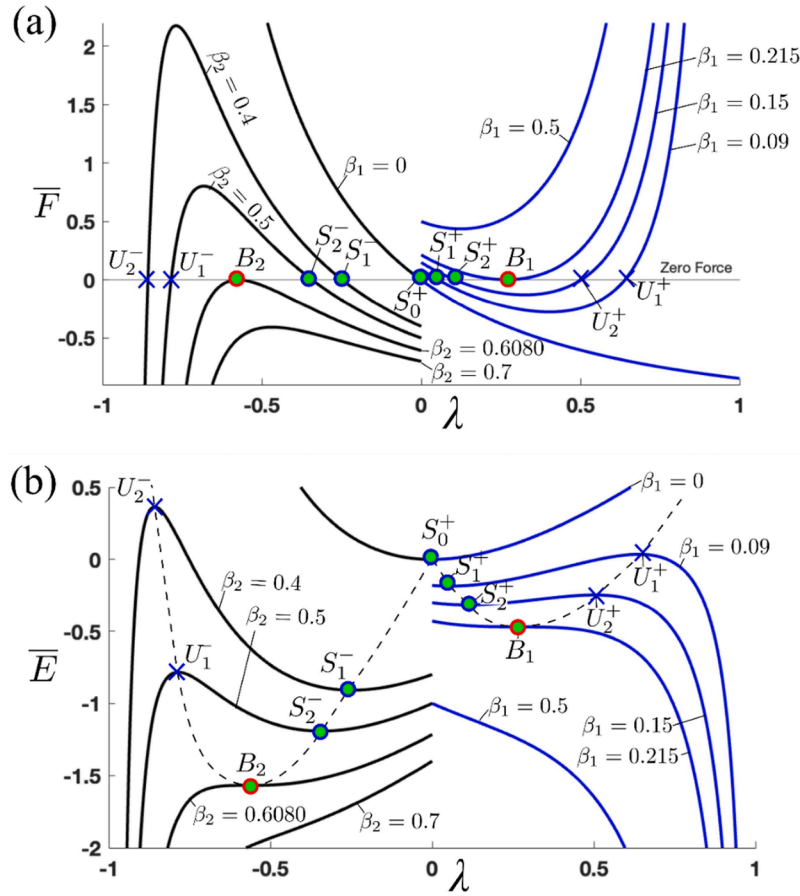 (a)
2
1.5
1
0.5
0
-0.5
F
β₂ = 0.4
β₂ = 0.5
β₁ = 0
β₁ = 0.5
β₁ = 0.215
β₁ = 0.15
β₁ = 0.09
U₂⁻ U₁⁻ B₂ S₂⁻ S₁⁻ S₀⁺ S₁⁺ S₂⁺ B₁ U₂⁺ U₁⁺
Zero Force
β₂ = 0.6080
β₂ = 0.7
-1 -0.5 0 0.5 1
λ
(b)
0.5
0
-0.5
-1
-1.5
-2
E
U₂⁻
β₁ = 0
S₀⁺
S₁⁺
S₂⁺
U₁⁺
β₁ = 0.09
U₂⁺
B₁
β₂ = 0.4
β₂ = 0.5
U₁⁻
S₁⁻
S₂⁻
β₁ = 0.5
β₁ = 0.15
β₁ = 0.215
B₂
β₂ = 0.6080
β₂ = 0.7
-1 -0.5 0 0.5 1
λ